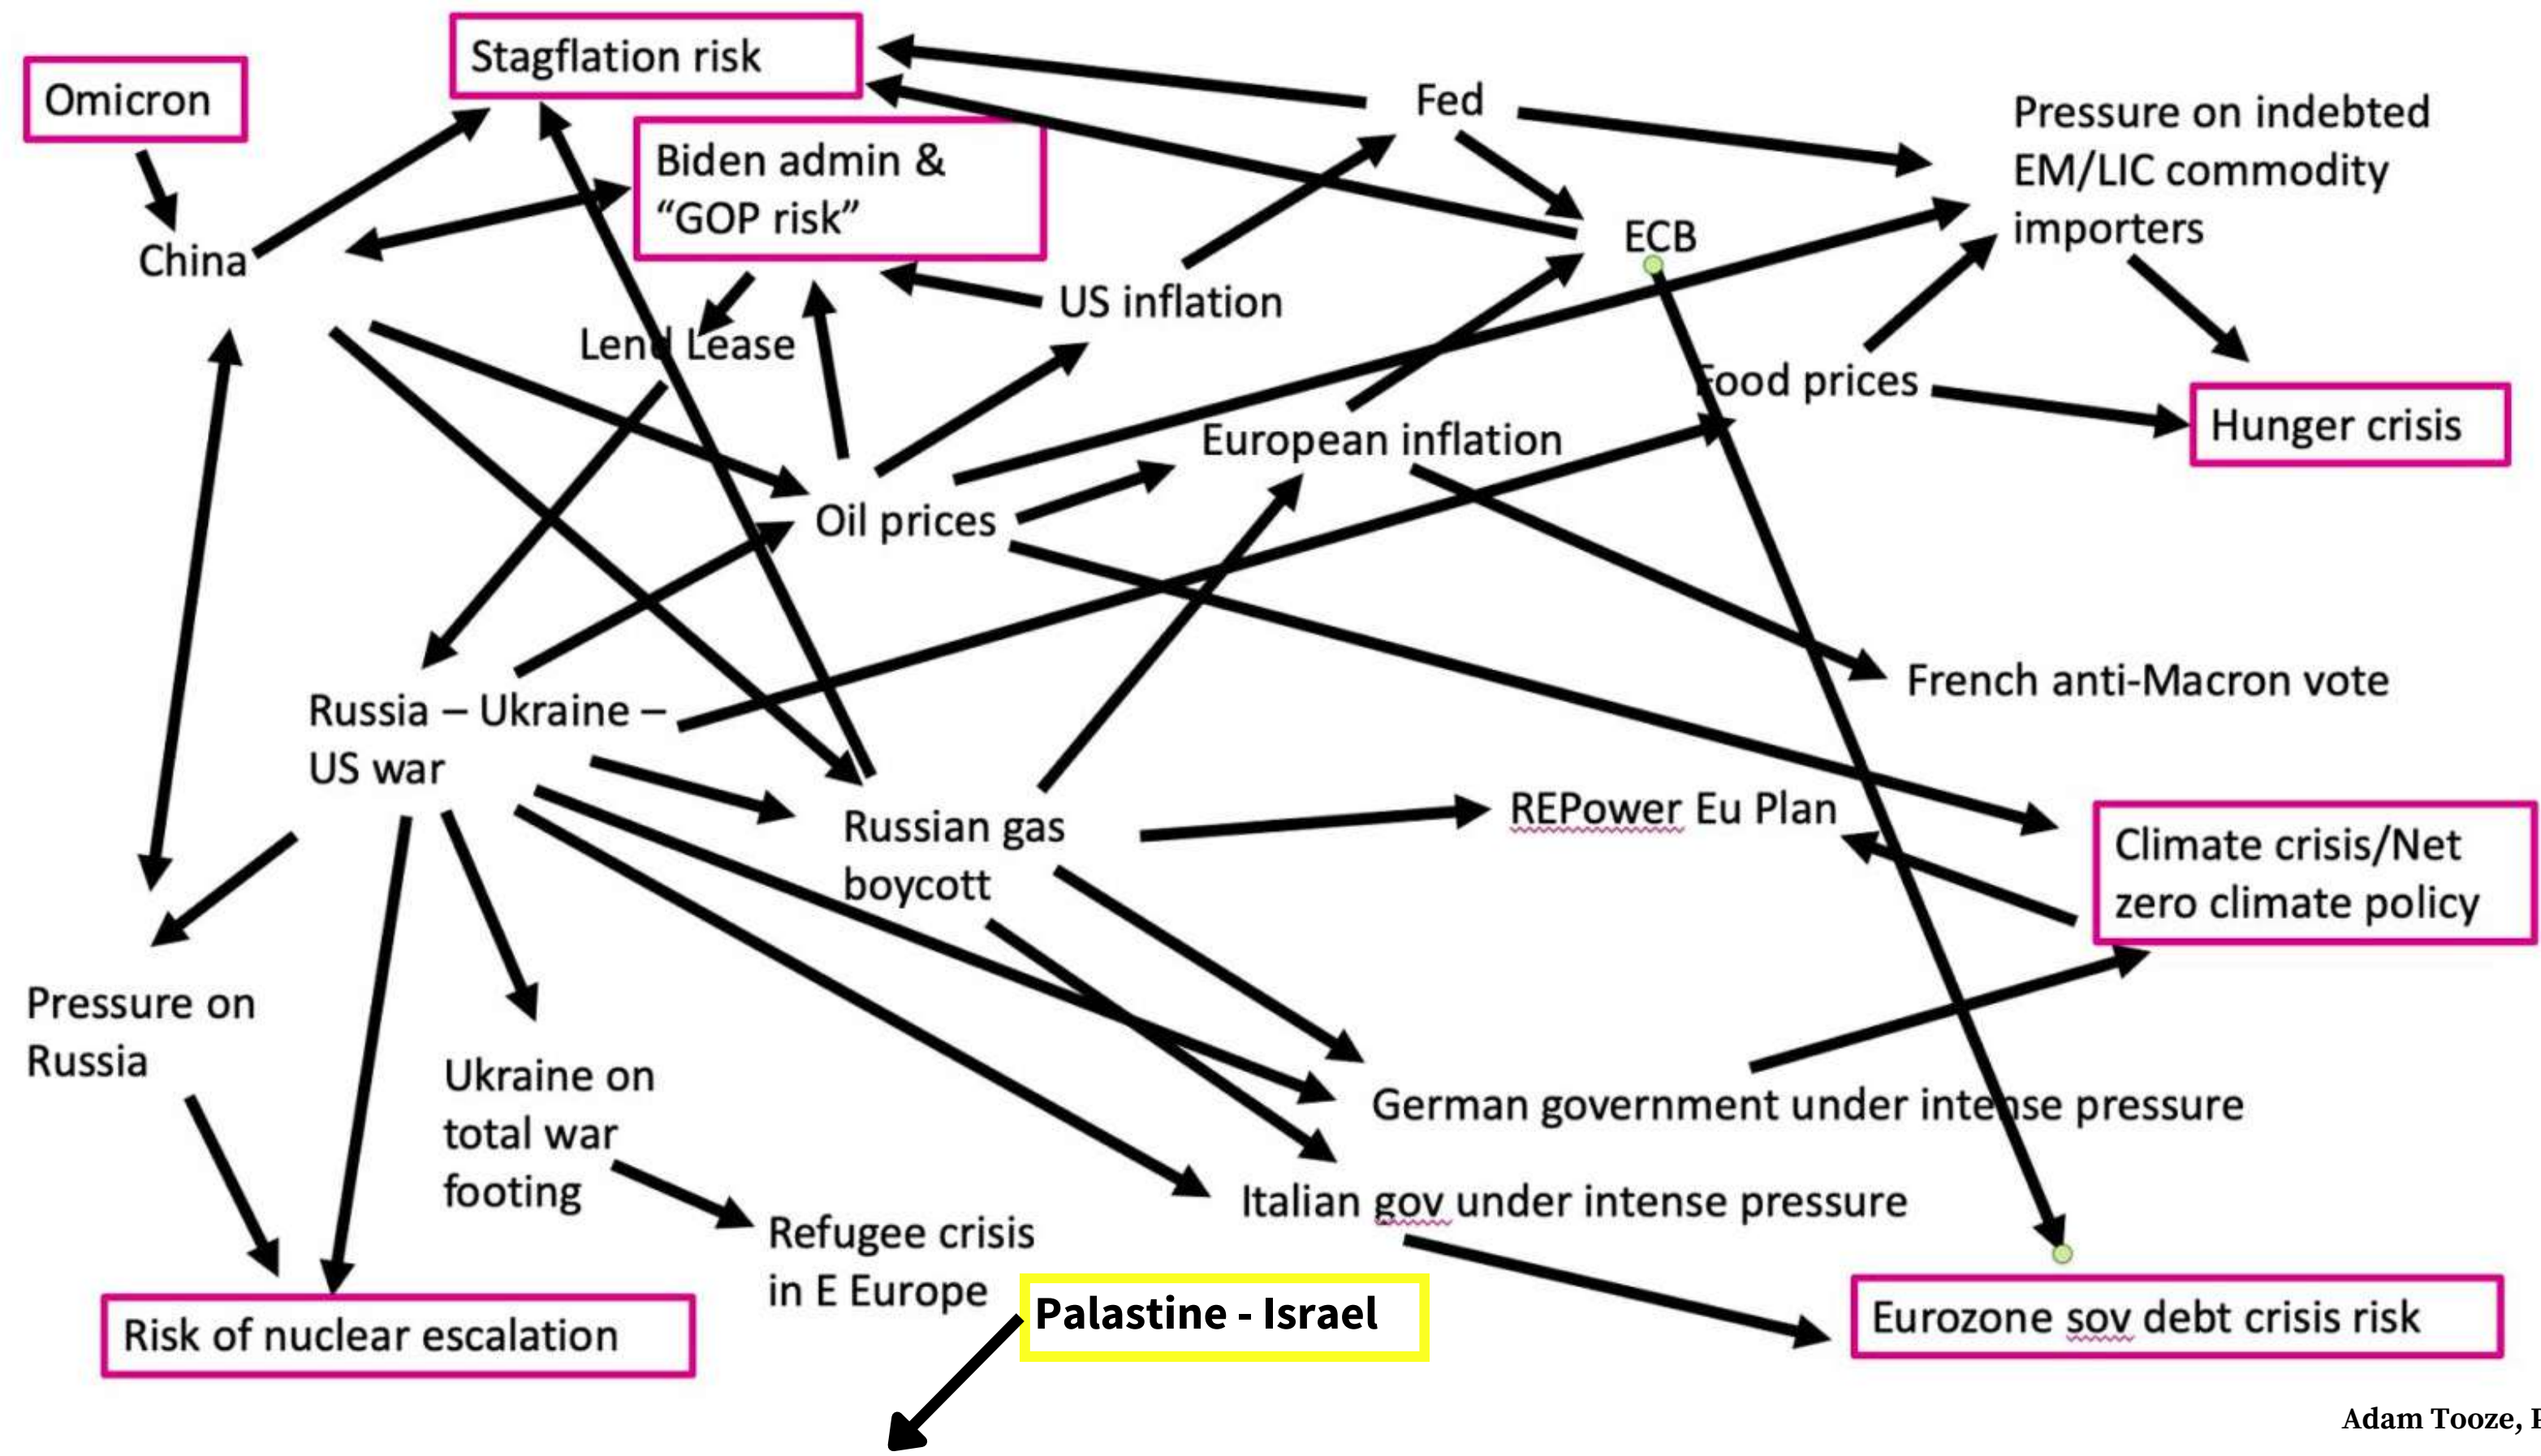 Stagflation risk
Omicron
Fed
Pressure on indebted
EM/LIC commodity
importers
Biden admin &
“GOP risk”
China
ECB
US inflation
Lend Lease
Food prices
Hunger crisis
European inflation
Oil prices
French anti-Macron vote
Russia – Ukraine –
US war
REPower Eu Plan
Russian gas
boycott
Climate crisis/Net
zero climate policy
Pressure on
Russia
Ukraine on
total war
footing
German government under intense pressure
Italian gov under intense pressure
Refugee crisis
in E Europe
Palastine - Israel
Risk of nuclear escalation
Eurozone sov debt crisis risk
Adam Tooze,